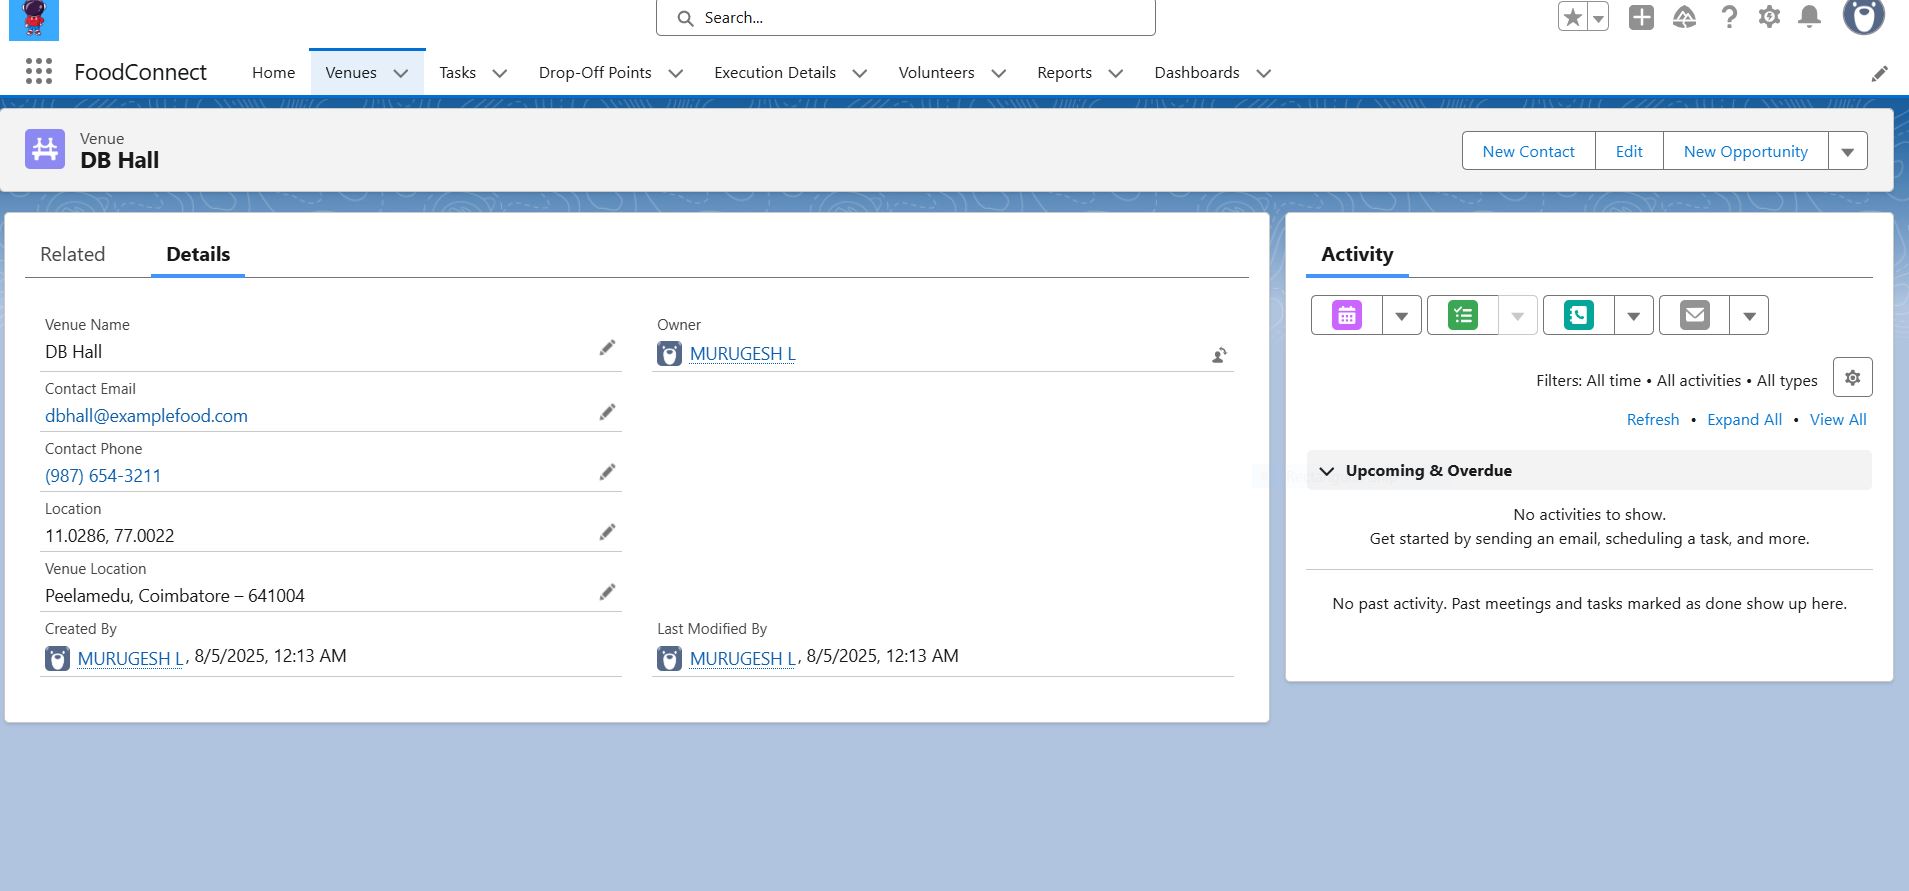 Search...
FoodConnect
Home
Venues
Tasks
Drop-Off Points
Execution Details
Volunteers
Reports
Dashboards
Venue
DB Hall
New Contact
Edit
New Opportunity
Related
Details
Venue Name
DB Hall
Owner
MURUGESH L
Contact Email
dbhall@examplefood.com
Contact Phone
(987) 654-3211
Location
11.0286, 77.0022
Venue Location
Peelamedu, Coimbatore – 641004
Created By
MURUGESH L, 8/5/2025, 12:13 AM
Last Modified By
MURUGESH L, 8/5/2025, 12:13 AM
Activity
Filters: All time • All activities • All types
Refresh • Expand All • View All
Upcoming & Overdue
No activities to show.
Get started by sending an email, scheduling a task, and more.
No past activity. Past meetings and tasks marked as done show up here.